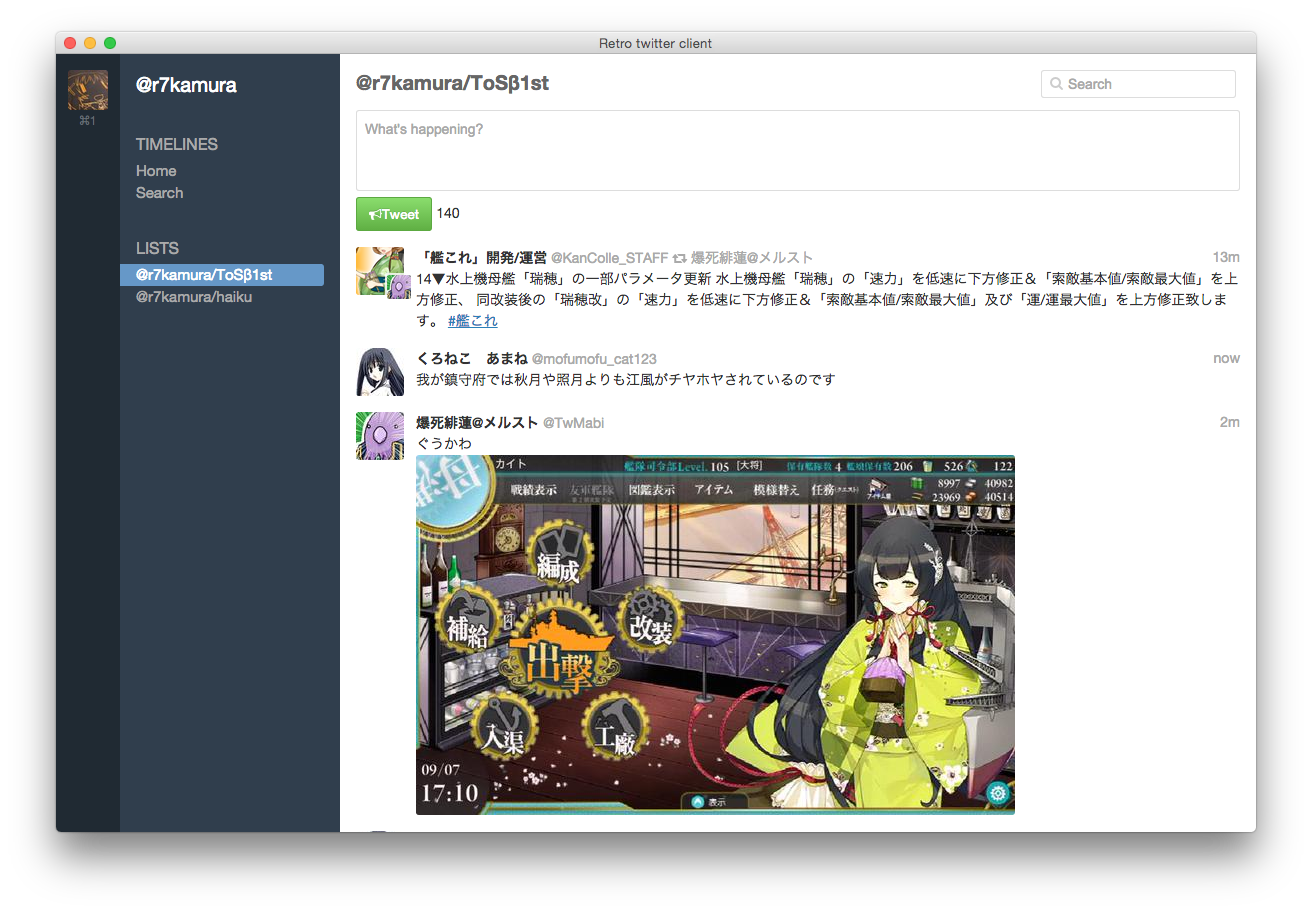 Retro twitter client
⌘1
@r7kamura
TIMELINES
Home
Search
LISTS
@r7kamura/ToSβ1st
@r7kamura/haiku
@r7kamura/ToSβ1st
Search
What's happening?
Tweet 140
「艦これ」開発/運営 @KanColle_STAFF 爆死緋蓮@メルスト 13m
14▼水上機母艦「瑞穂」の一部パラメータ更新 水上機母艦「瑞穂」の「速力」を低速に下方修正＆「索敵基本値/索敵最大値」を上
方修正、 同改装後の「瑞穂改」の「速力」を低速に下方修正＆「索敵基本値/索敵最大値」及び「運/運最大値」を上方修正致しま
す。 #艦これ
くろねこ　あまね @mofumofu_cat123 now
我が鎮守府では秋月や照月よりも江風がチヤホヤされているのです
爆死緋蓮@メルスト @TwMabi 2m
ぐうかわ
母港
カイト 艦隊司令部Level. 105 [大将] 保有艦隊数 4 艦娘保有数 206 526 122
戦績表示 友軍艦隊 図鑑表示 アイテム 模様替え 任務(クエスト) アイテム屋 8997 40982
23969 40514
編成
補給
改装
出撃
入渠
工廠
09/07
17:10
表示